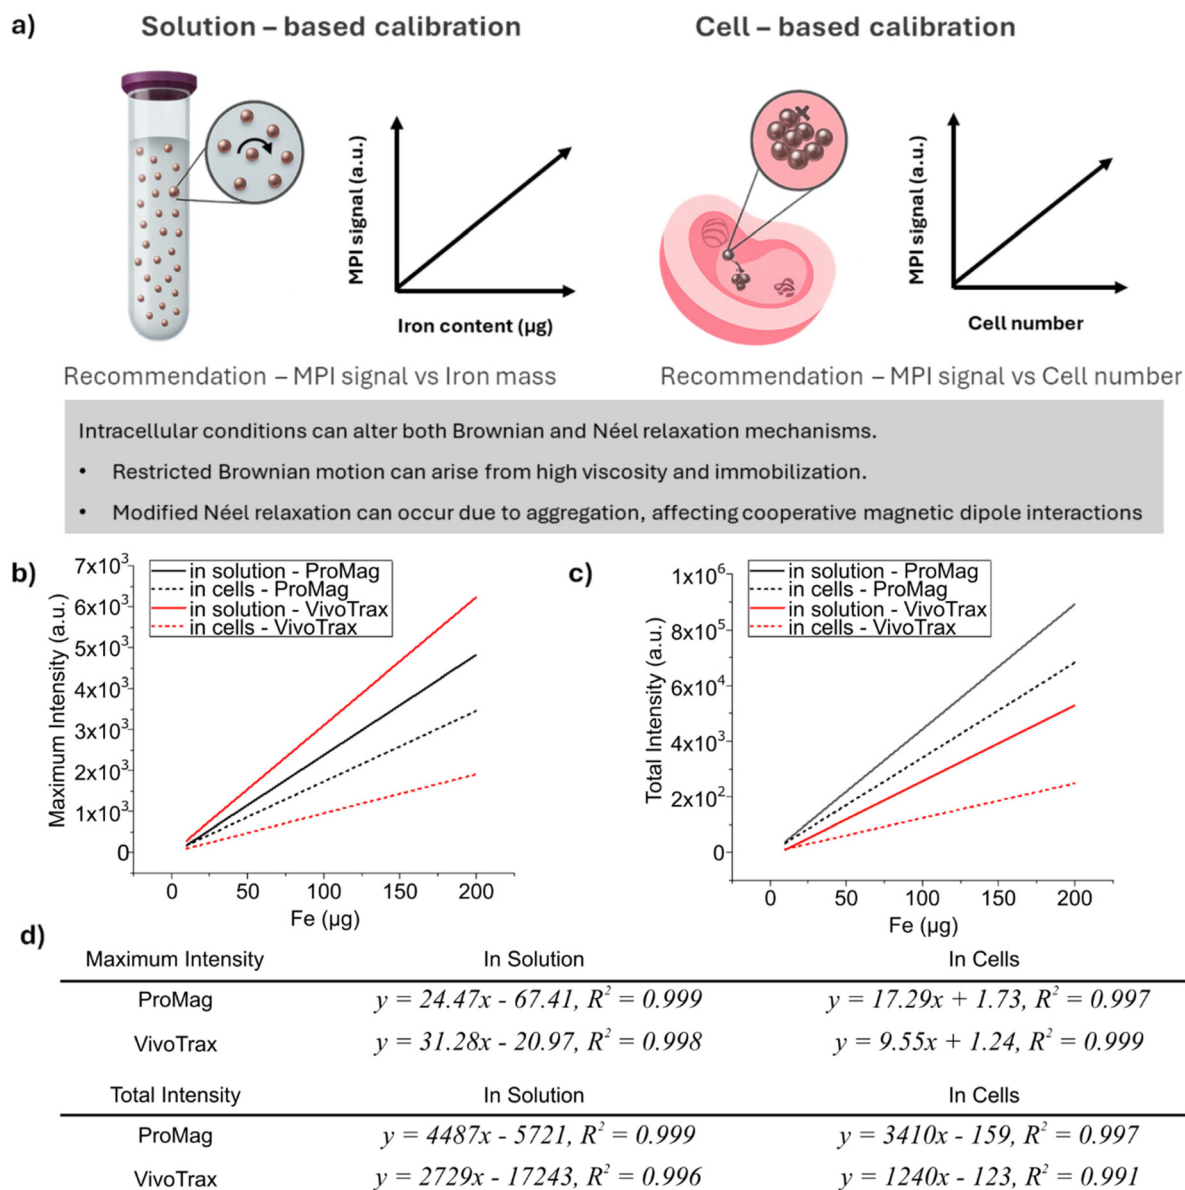 a)
Solution – based calibration
Cell – based calibration
MPI signal (a.u.)
Iron content (µg)
MPI signal (a.u.)
Cell number
Recommendation – MPI signal vs Iron mass
Recommendation – MPI signal vs Cell number
Intracellular conditions can alter both Brownian and Néel relaxation mechanisms.
• Restricted Brownian motion can arise from high viscosity and immobilization.
• Modified Néel relaxation can occur due to aggregation, affecting cooperative magnetic dipole interactions
b)
in solution - ProMag
in cells - ProMag
in solution - VivoTrax
in cells - VivoTrax
Maximum Intensity (a.u.)
7x10³
6x10³
5x10³
4x10³
3x10³
2x10³
1x10³
0
0 50 100 150 200
Fe (µg)
c)
in solution - ProMag
in cells - ProMag
in solution - VivoTrax
in cells - VivoTrax
Total Intensity (a.u.)
1x10⁶
8x10⁵
6x10⁴
4x10³
2x10²
0
0 50 100 150 200
Fe (µg)
d)
Maximum Intensity In Solution In Cells
ProMag y = 24.47x - 67.41, R² = 0.999 y = 17.29x + 1.73, R² = 0.997
VivoTrax y = 31.28x - 20.97, R² = 0.998 y = 9.55x + 1.24, R² = 0.999
Total Intensity In Solution In Cells
ProMag y = 4487x - 5721, R² = 0.999 y = 3410x - 159, R² = 0.997
VivoTrax y = 2729x - 17243, R² = 0.996 y = 1240x - 123, R² = 0.991